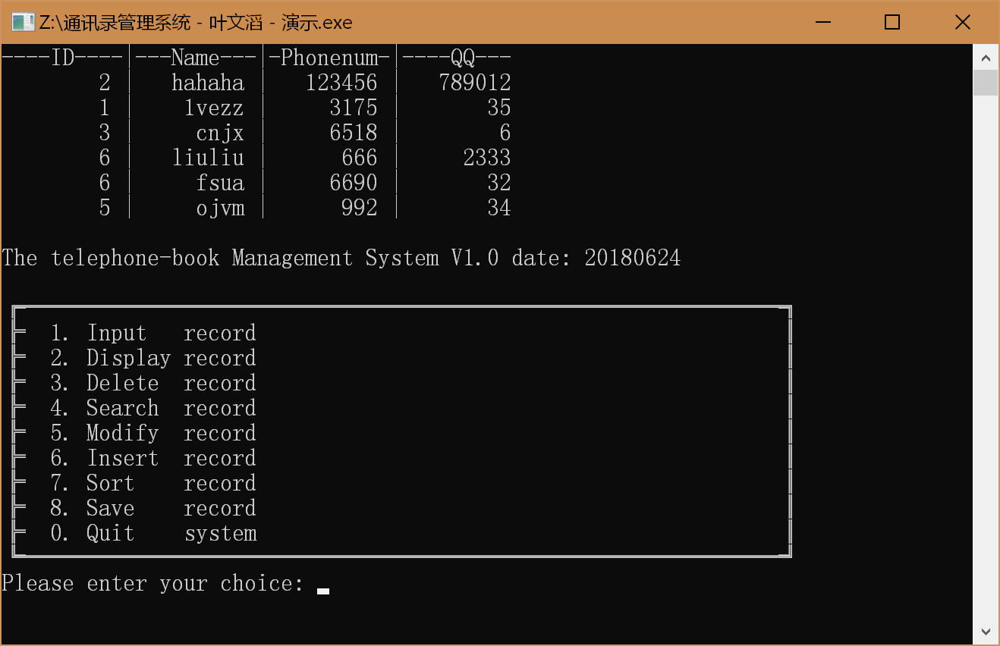 Z:\通讯录管理系统 - 叶文滔 - 演示.exe
----ID----|---Name---|-Phonenum-|----QQ---
2 | hahaha | 123456 | 789012
1 | lvezz | 3175 | 35
3 | cnjx | 6518 | 6
6 | liuliu | 666 | 2333
6 | fsua | 6690 | 32
5 | ojvm | 992 | 34
The telephone-book Management System V1.0 date: 20180624
1. Input record
2. Display record
3. Delete record
4. Search record
5. Modify record
6. Insert record
7. Sort record
8. Save record
0. Quit system
Please enter your choice: